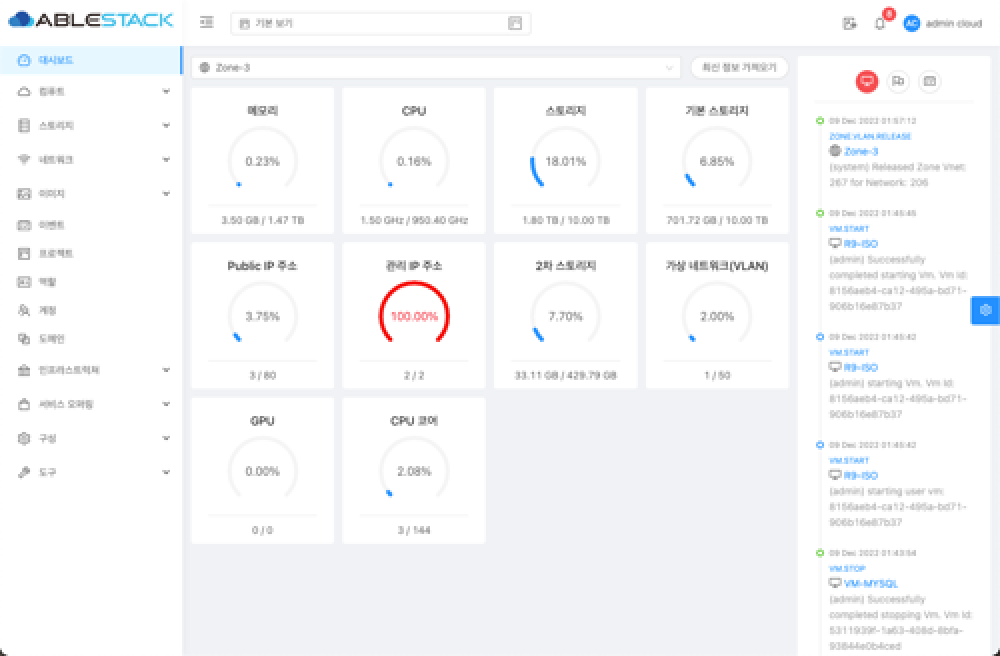 ABLESTACK
기본 보기
8
AC admin cloud
대시보드
컴퓨트
스토리지
네트워크
이미지
이벤트
프로젝트
역할
계정
도메인
인프라스트럭쳐
서비스 오퍼링
구성
도구
Zone-3
최신 정보 가져오기
메모리
0.23%
3.50 GB / 1.47 TB
CPU
0.16%
1.50 GHz / 950.40 GHz
스토리지
18.01%
1.80 TB / 10.00 TB
기본 스토리지
6.85%
701.72 GB / 10.00 TB
Public IP 주소
3.75%
3 / 80
관리 IP 주소
100.00%
2 / 2
2차 스토리지
7.70%
33.11 GB / 429.79 GB
가상 네트워크(VLAN)
2.00%
1 / 50
GPU
0.00%
0 / 0
CPU 코어
2.08%
3 / 144
09 Dec 2022 01:57:12
ZONE.VLAN.RELEASE
Zone-3
(system) Released Zone Vnet:
267 for Network: 206
09 Dec 2022 01:45:45
VM.START
R9-ISO
(admin) Successfully
completed starting Vm. Vm Id:
8156aeb4-ca12-495a-bd71-
906b16e87b37
09 Dec 2022 01:45:42
VM.START
R9-ISO
(admin) starting Vm. Vm Id:
8156aeb4-ca12-495a-bd71-
906b16e87b37
09 Dec 2022 01:45:42
VM.START
R9-ISO
(admin) starting user vm:
8156aeb4-ca12-495a-bd71-
906b16e87b37
09 Dec 2022 01:43:54
VM.STOP
VM-MYSQL
(admin) Successfully
completed stopping Vm. Vm Id:
5311939f-1a63-408d-8bfa-
93844e0b4ced